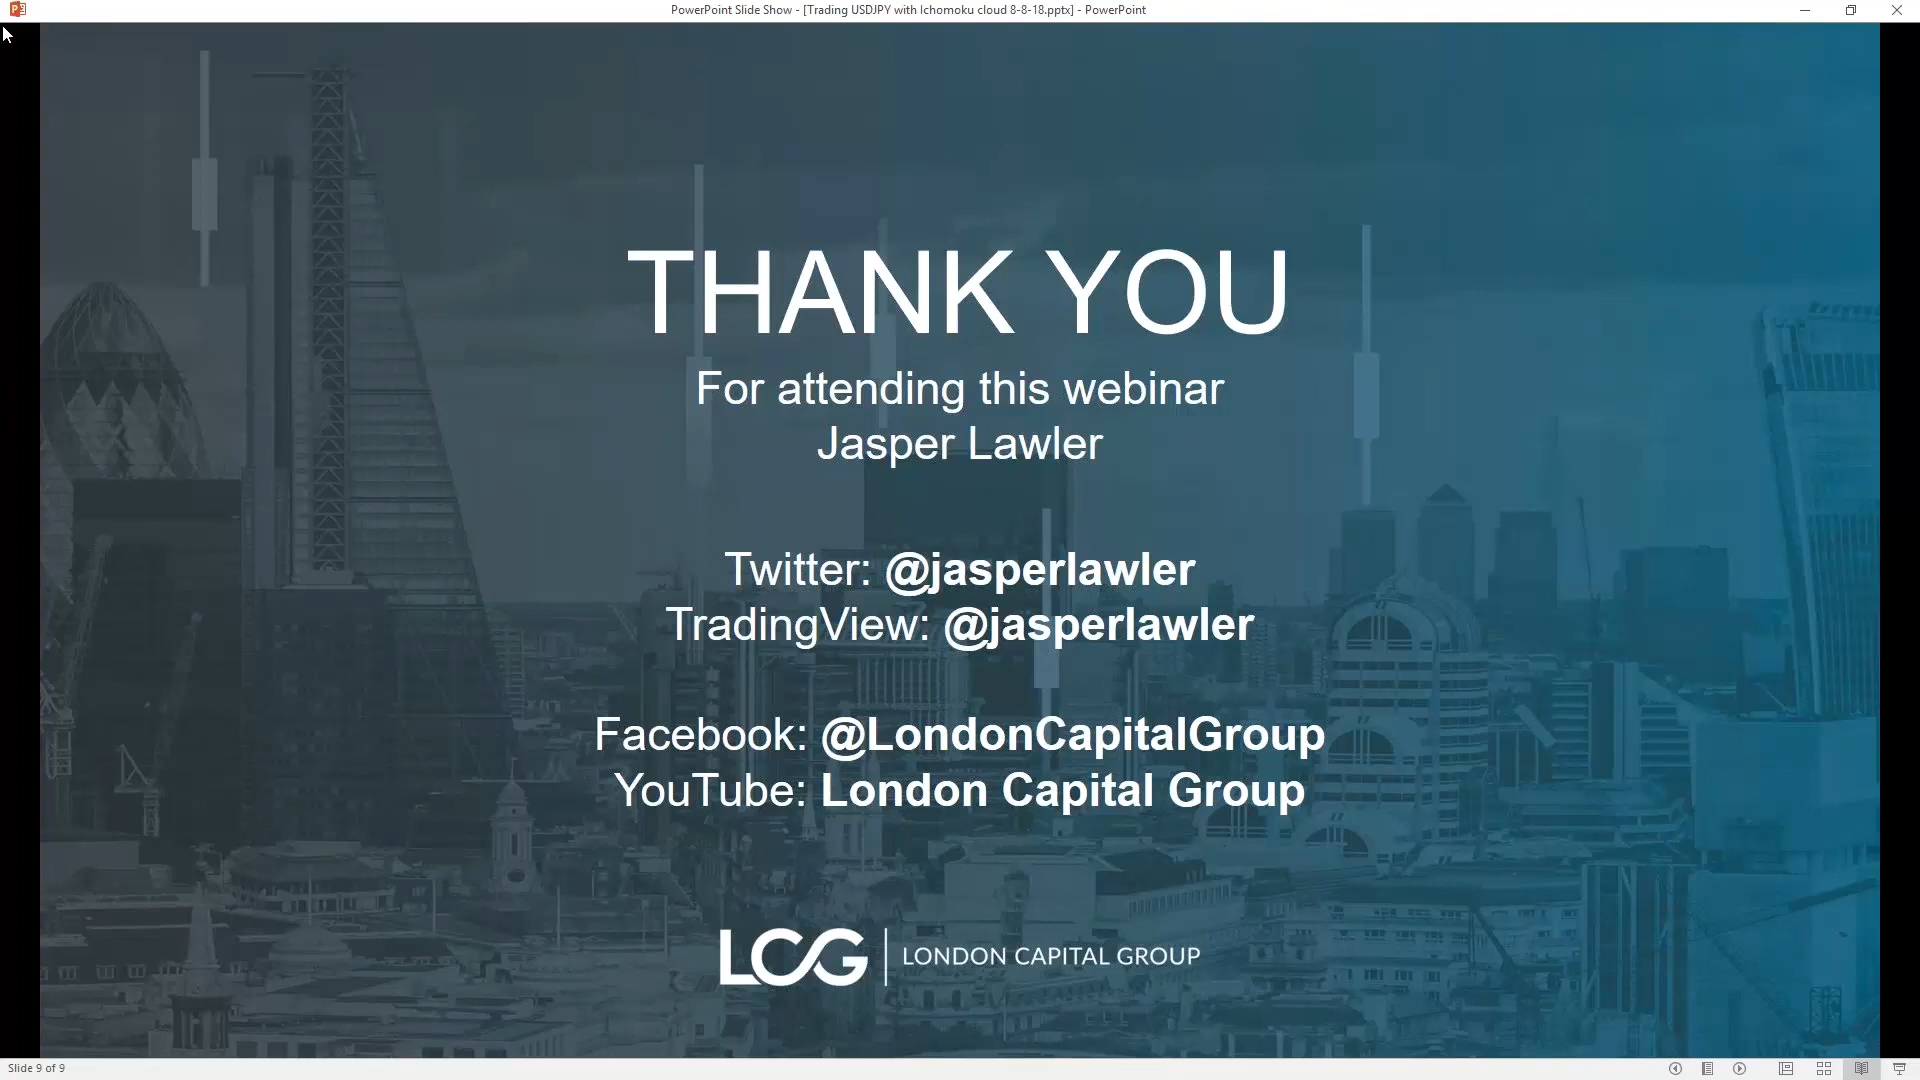 PowerPoint Slide Show - [Trading USDJPY with Ichomoku cloud 8-8-18.pptx] - PowerPoint
THANK YOU
For attending this webinar
Jasper Lawler
Twitter: @jasperlawler
TradingView: @jasperlawler
Facebook: @LondonCapitalGroup
YouTube: London Capital Group
LCG | LONDON CAPITAL GROUP
Slide 9 of 9